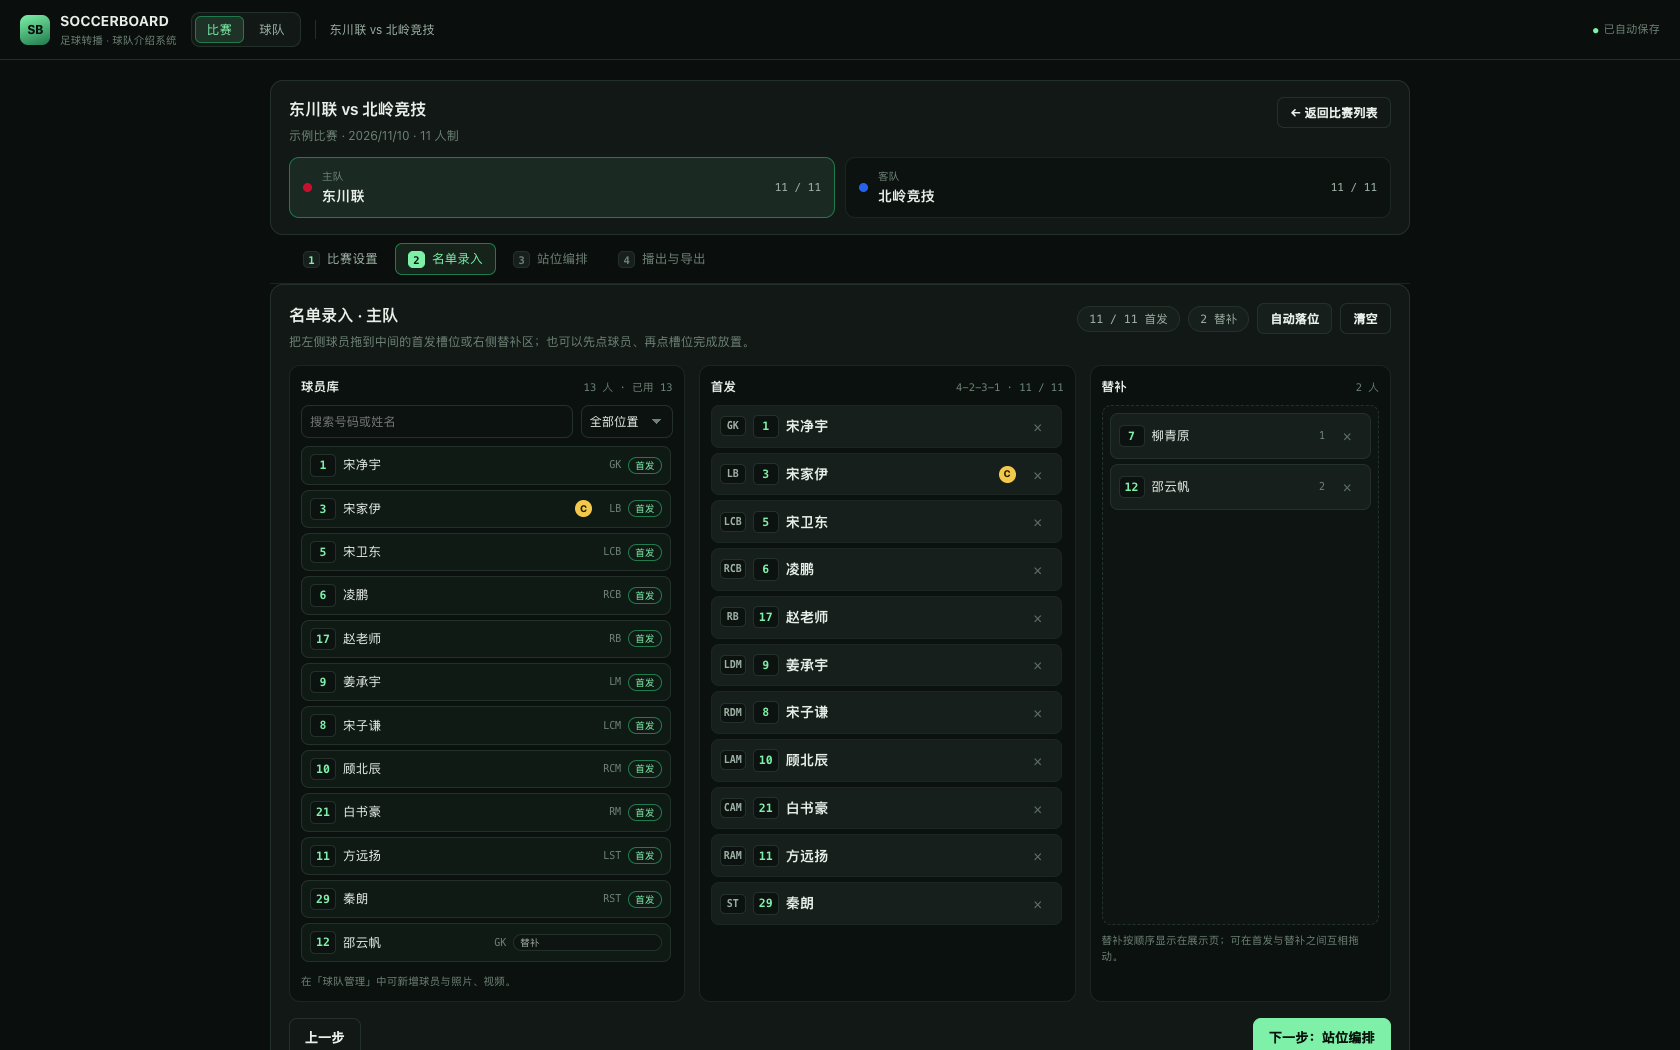 SB
SOCCERBOARD
足球转播 · 球队介绍系统
比赛
球队
东川联 vs 北岭竞技
已自动保存
东川联 vs 北岭竞技
示例比赛 · 2026/11/10 · 11 人制
← 返回比赛列表
主队
东川联
11 / 11
客队
北岭竞技
11 / 11
1 比赛设置
2 名单录入
3 站位编排
4 播出与导出
名单录入 · 主队
把左侧球员拖到中间的首发槽位或右侧替补区；也可以先点球员、再点槽位完成放置。
11 / 11 首发
2 替补
自动落位
清空
球员库
13 人 · 已用 13
搜索号码或姓名
全部位置
1 宋净宇 GK 首发
3 宋家伊 C LB 首发
5 宋卫东 LCB 首发
6 凌鹏 RCB 首发
17 赵老师 RB 首发
9 姜承宇 LM 首发
8 宋子谦 LCM 首发
10 顾北辰 RCM 首发
21 白书豪 RM 首发
11 方远扬 LST 首发
29 秦朗 RST 首发
12 邵云帆 GK 替补
在「球队管理」中可新增球员与照片、视频。
首发
4-2-3-1 · 11 / 11
GK 1 宋净宇 ×
LB 3 宋家伊 C ×
LCB 5 宋卫东 ×
RCB 6 凌鹏 ×
RB 17 赵老师 ×
LDM 9 姜承宇 ×
RDM 8 宋子谦 ×
LAM 10 顾北辰 ×
CAM 21 白书豪 ×
RAM 11 方远扬 ×
ST 29 秦朗 ×
替补
2 人
7 柳青原 1 ×
12 邵云帆 2 ×
替补按顺序显示在展示页；可在首发与替补之间互相拖
动。
上一步
下一步：站位编排